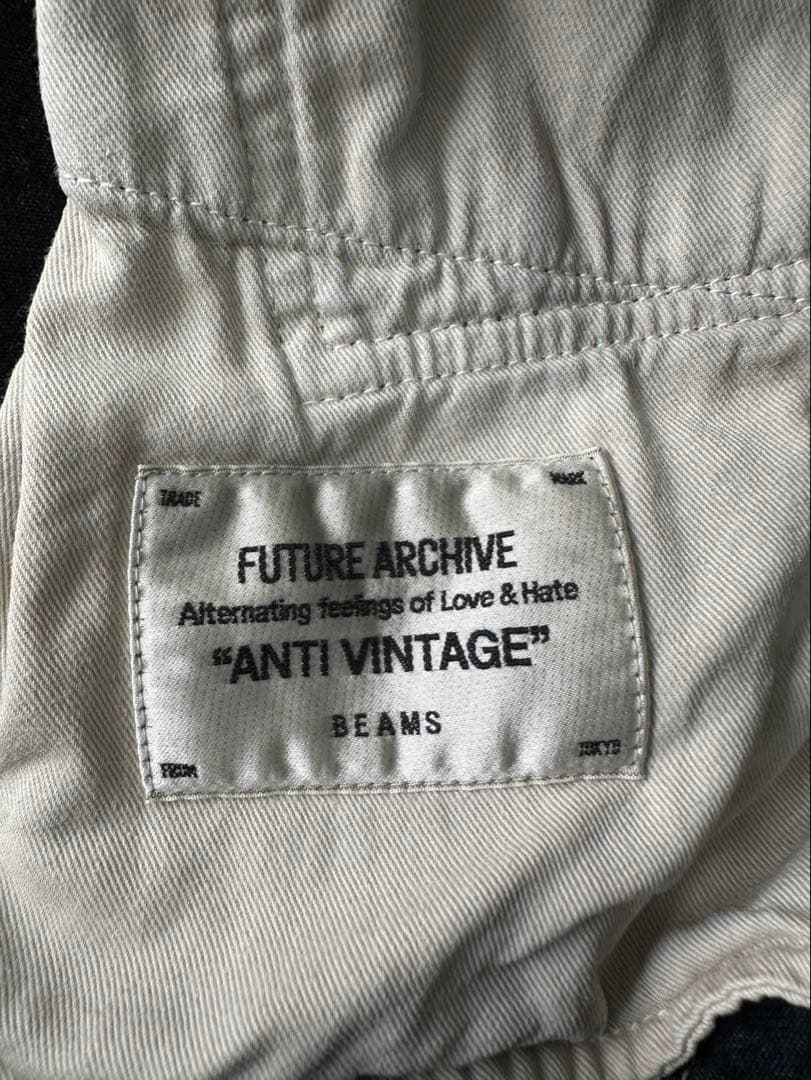 TRADE MARK
FUTURE ARCHIVE
Alternating feelings of Love & Hate
“ANTI VINTAGE”
BEAMS
FROM TOKYO